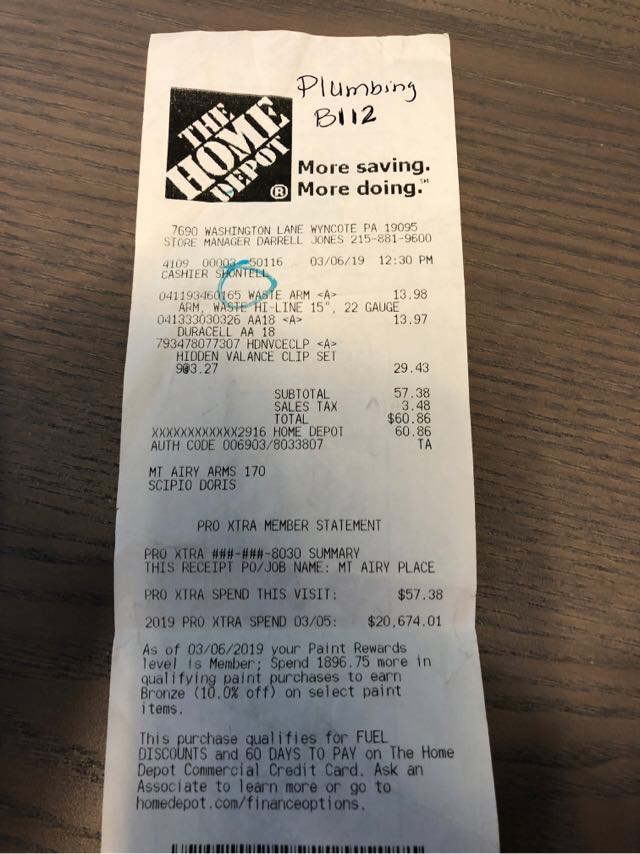 Plumbing
B112
THE
HOME
DEPOT
®
More saving.
More doing.℠
7690 WASHINGTON LANE WYNCOTE PA 19095
STORE MANAGER DARRELL JONES 215-881-9600
4109 00003 50116 03/06/19 12:30 PM
CASHIER SHONTELL
041193460165 WASTE ARM <A> 13.98
ARM, WASTE HI-LINE 15", 22 GAUGE
041333030326 AA18 <A> 13.97
DURACELL AA 18
793478077307 HDNVCECLP <A>
HIDDEN VALANCE CLIP SET
9@3.27 29.43
SUBTOTAL 57.38
SALES TAX 3.48
TOTAL $60.86
XXXXXXXXXXXX2916 HOME DEPOT 60.86
AUTH CODE 006903/8033807 TA
MT AIRY ARMS 170
SCIPIO DORIS
PRO XTRA MEMBER STATEMENT
PRO XTRA ###-###-8030 SUMMARY
THIS RECEIPT PO/JOB NAME: MT AIRY PLACE
PRO XTRA SPEND THIS VISIT: $57.38
2019 PRO XTRA SPEND 03/05: $20,674.01
As of 03/06/2019 your Paint Rewards
level is Member; Spend 1896.75 more in
qualifying paint purchases to earn
Bronze (10.0% off) on select paint
items.
This purchase qualifies for FUEL
DISCOUNTS and 60 DAYS TO PAY on The Home
Depot Commercial Credit Card. Ask an
Associate to learn more or go to
homedepot.com/financeoptions.